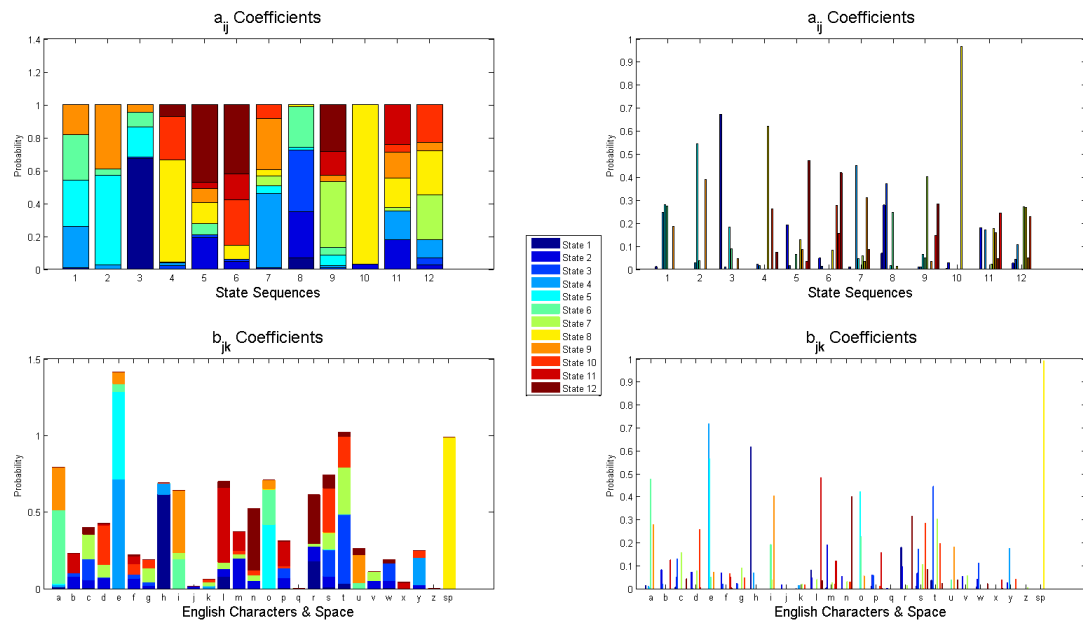 a_ij Coefficients
1.4
1.2
1
0.8
0.6
0.4
0.2
0
Probability
1 2 3 4 5 6 7 8 9 10 11 12
State Sequences
a_ij Coefficients
1
0.9
0.8
0.7
0.6
0.5
0.4
0.3
0.2
0.1
0
Probability
1 2 3 4 5 6 7 8 9 10 11 12
State Sequences
State 1
State 2
State 3
State 4
State 5
State 6
State 7
State 8
State 9
State 10
State 11
State 12
b_jk Coefficients
1.5
1
0.5
0
Probability
a b c d e f g h i j k l m n o p q r s t u v w x y z sp
English Characters & Space
b_jk Coefficients
1
0.9
0.8
0.7
0.6
0.5
0.4
0.3
0.2
0.1
0
Probability
a b c d e f g h i j k l m n o p q r s t u v w x y z sp
English Characters & Space